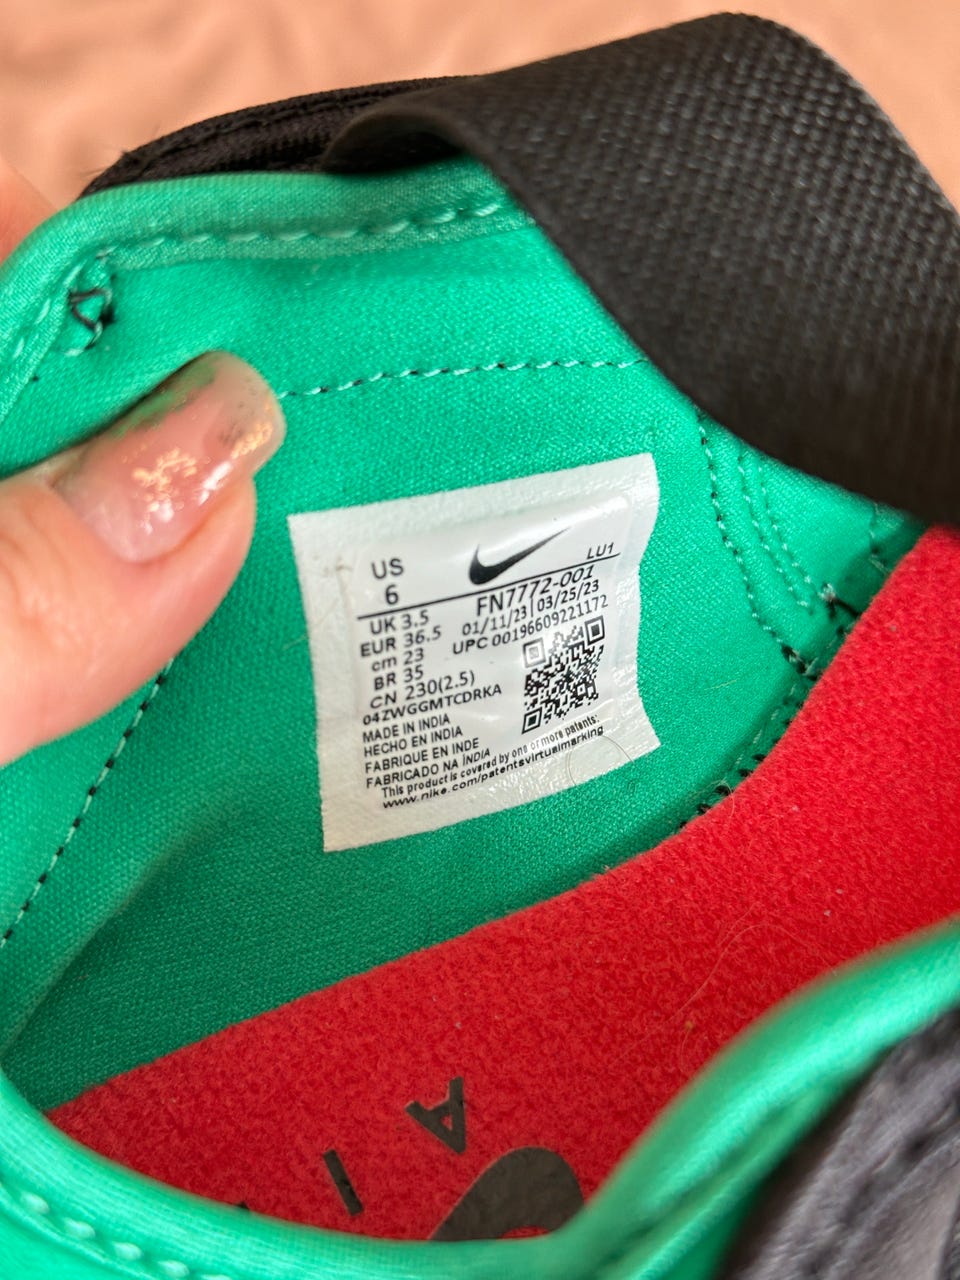 US
6
LU1
UK 3.5
EUR 36.5
cm 23
BR 35
CN 230(2.5)
FN7772-001
01/11/23 | 03/25/23
UPC 00196609221172
04ZWGGMTCDRKA
MADE IN INDIA
HECHO EN INDIA
FABRIQUE EN INDE
FABRICADO NA ÍNDIA
This product is covered by one or more patents:
www.nike.com/patentsvirtualmarking
AI